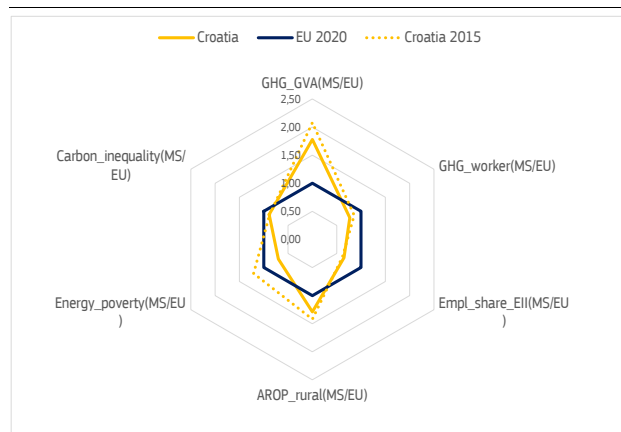 Croatia EU 2020 Croatia 2015
GHG_GVA(MS/EU)
2,50
2,00
1,50
1,00
0,50
0,00
GHG_worker(MS/EU)
Empl_share_EII(MS/EU
)
AROP_rural(MS/EU)
Energy_poverty(MS/EU
)
Carbon_inequality(MS/
EU)